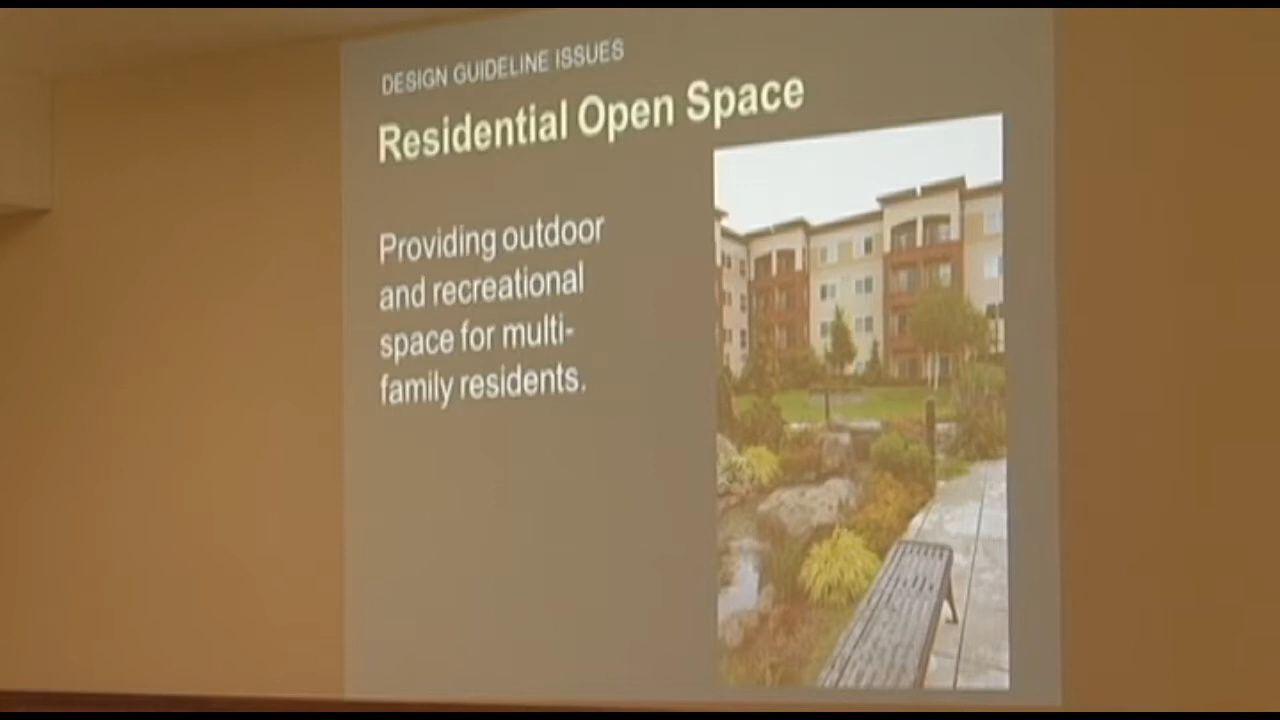 DESIGN GUIDELINE ISSUES
Residential Open Space
Providing outdoor
and recreational
space for multi-
family residents.